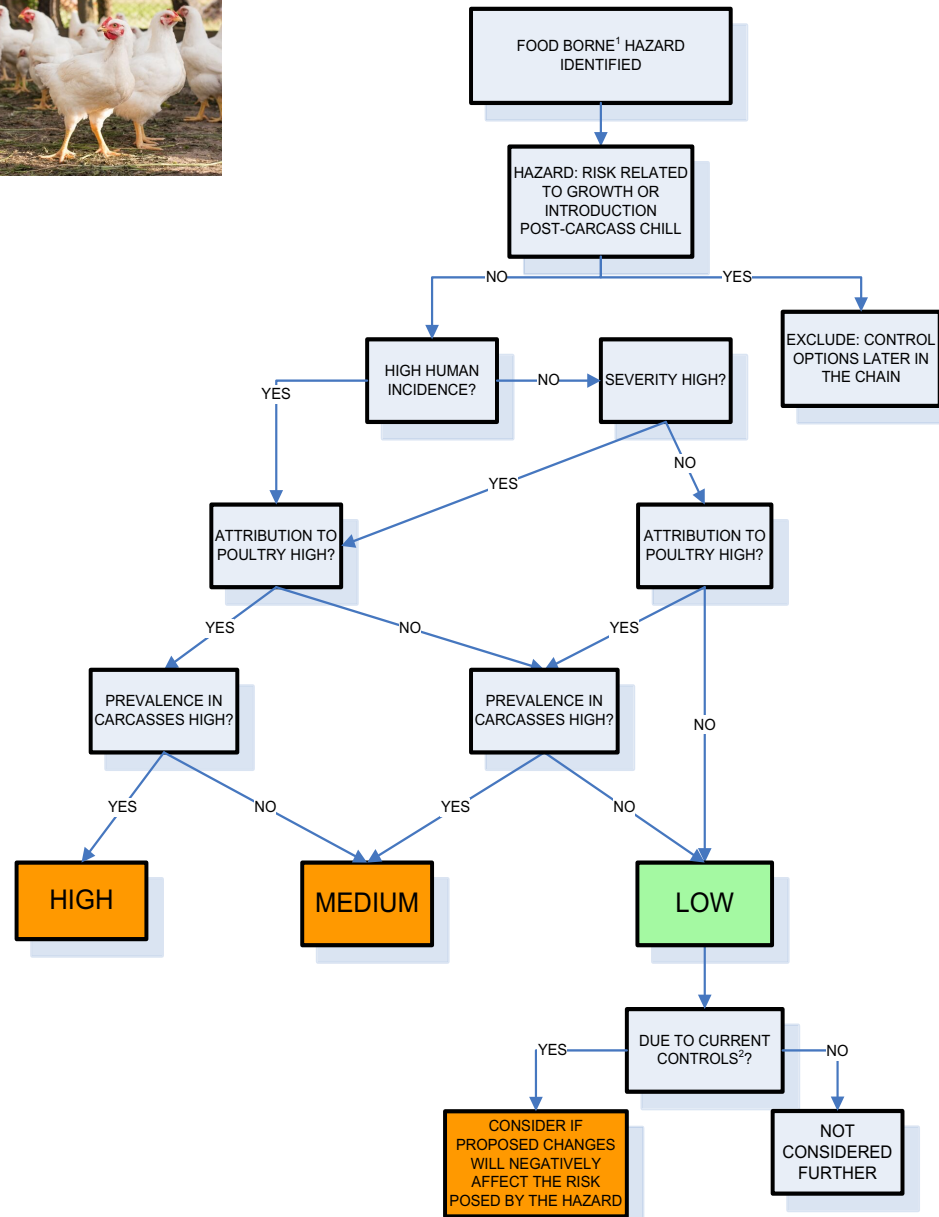 FOOD BORNE¹ HAZARD
IDENTIFIED
HAZARD: RISK RELATED
TO GROWTH OR
INTRODUCTION
POST-CARCASS CHILL
NO
YES
EXCLUDE: CONTROL
OPTIONS LATER IN
THE CHAIN
HIGH HUMAN
INCIDENCE?
NO
SEVERITY HIGH?
YES
YES
NO
ATTRIBUTION TO
POULTRY HIGH?
ATTRIBUTION TO
POULTRY HIGH?
YES
NO
YES
NO
PREVALENCE IN
CARCASSES HIGH?
PREVALENCE IN
CARCASSES HIGH?
YES
NO
YES
NO
HIGH
MEDIUM
LOW
DUE TO CURRENT
CONTROLS²?
YES
NO
CONSIDER IF
PROPOSED CHANGES
WILL NEGATIVELY
AFFECT THE RISK
POSED BY THE HAZARD
NOT
CONSIDERED
FURTHER